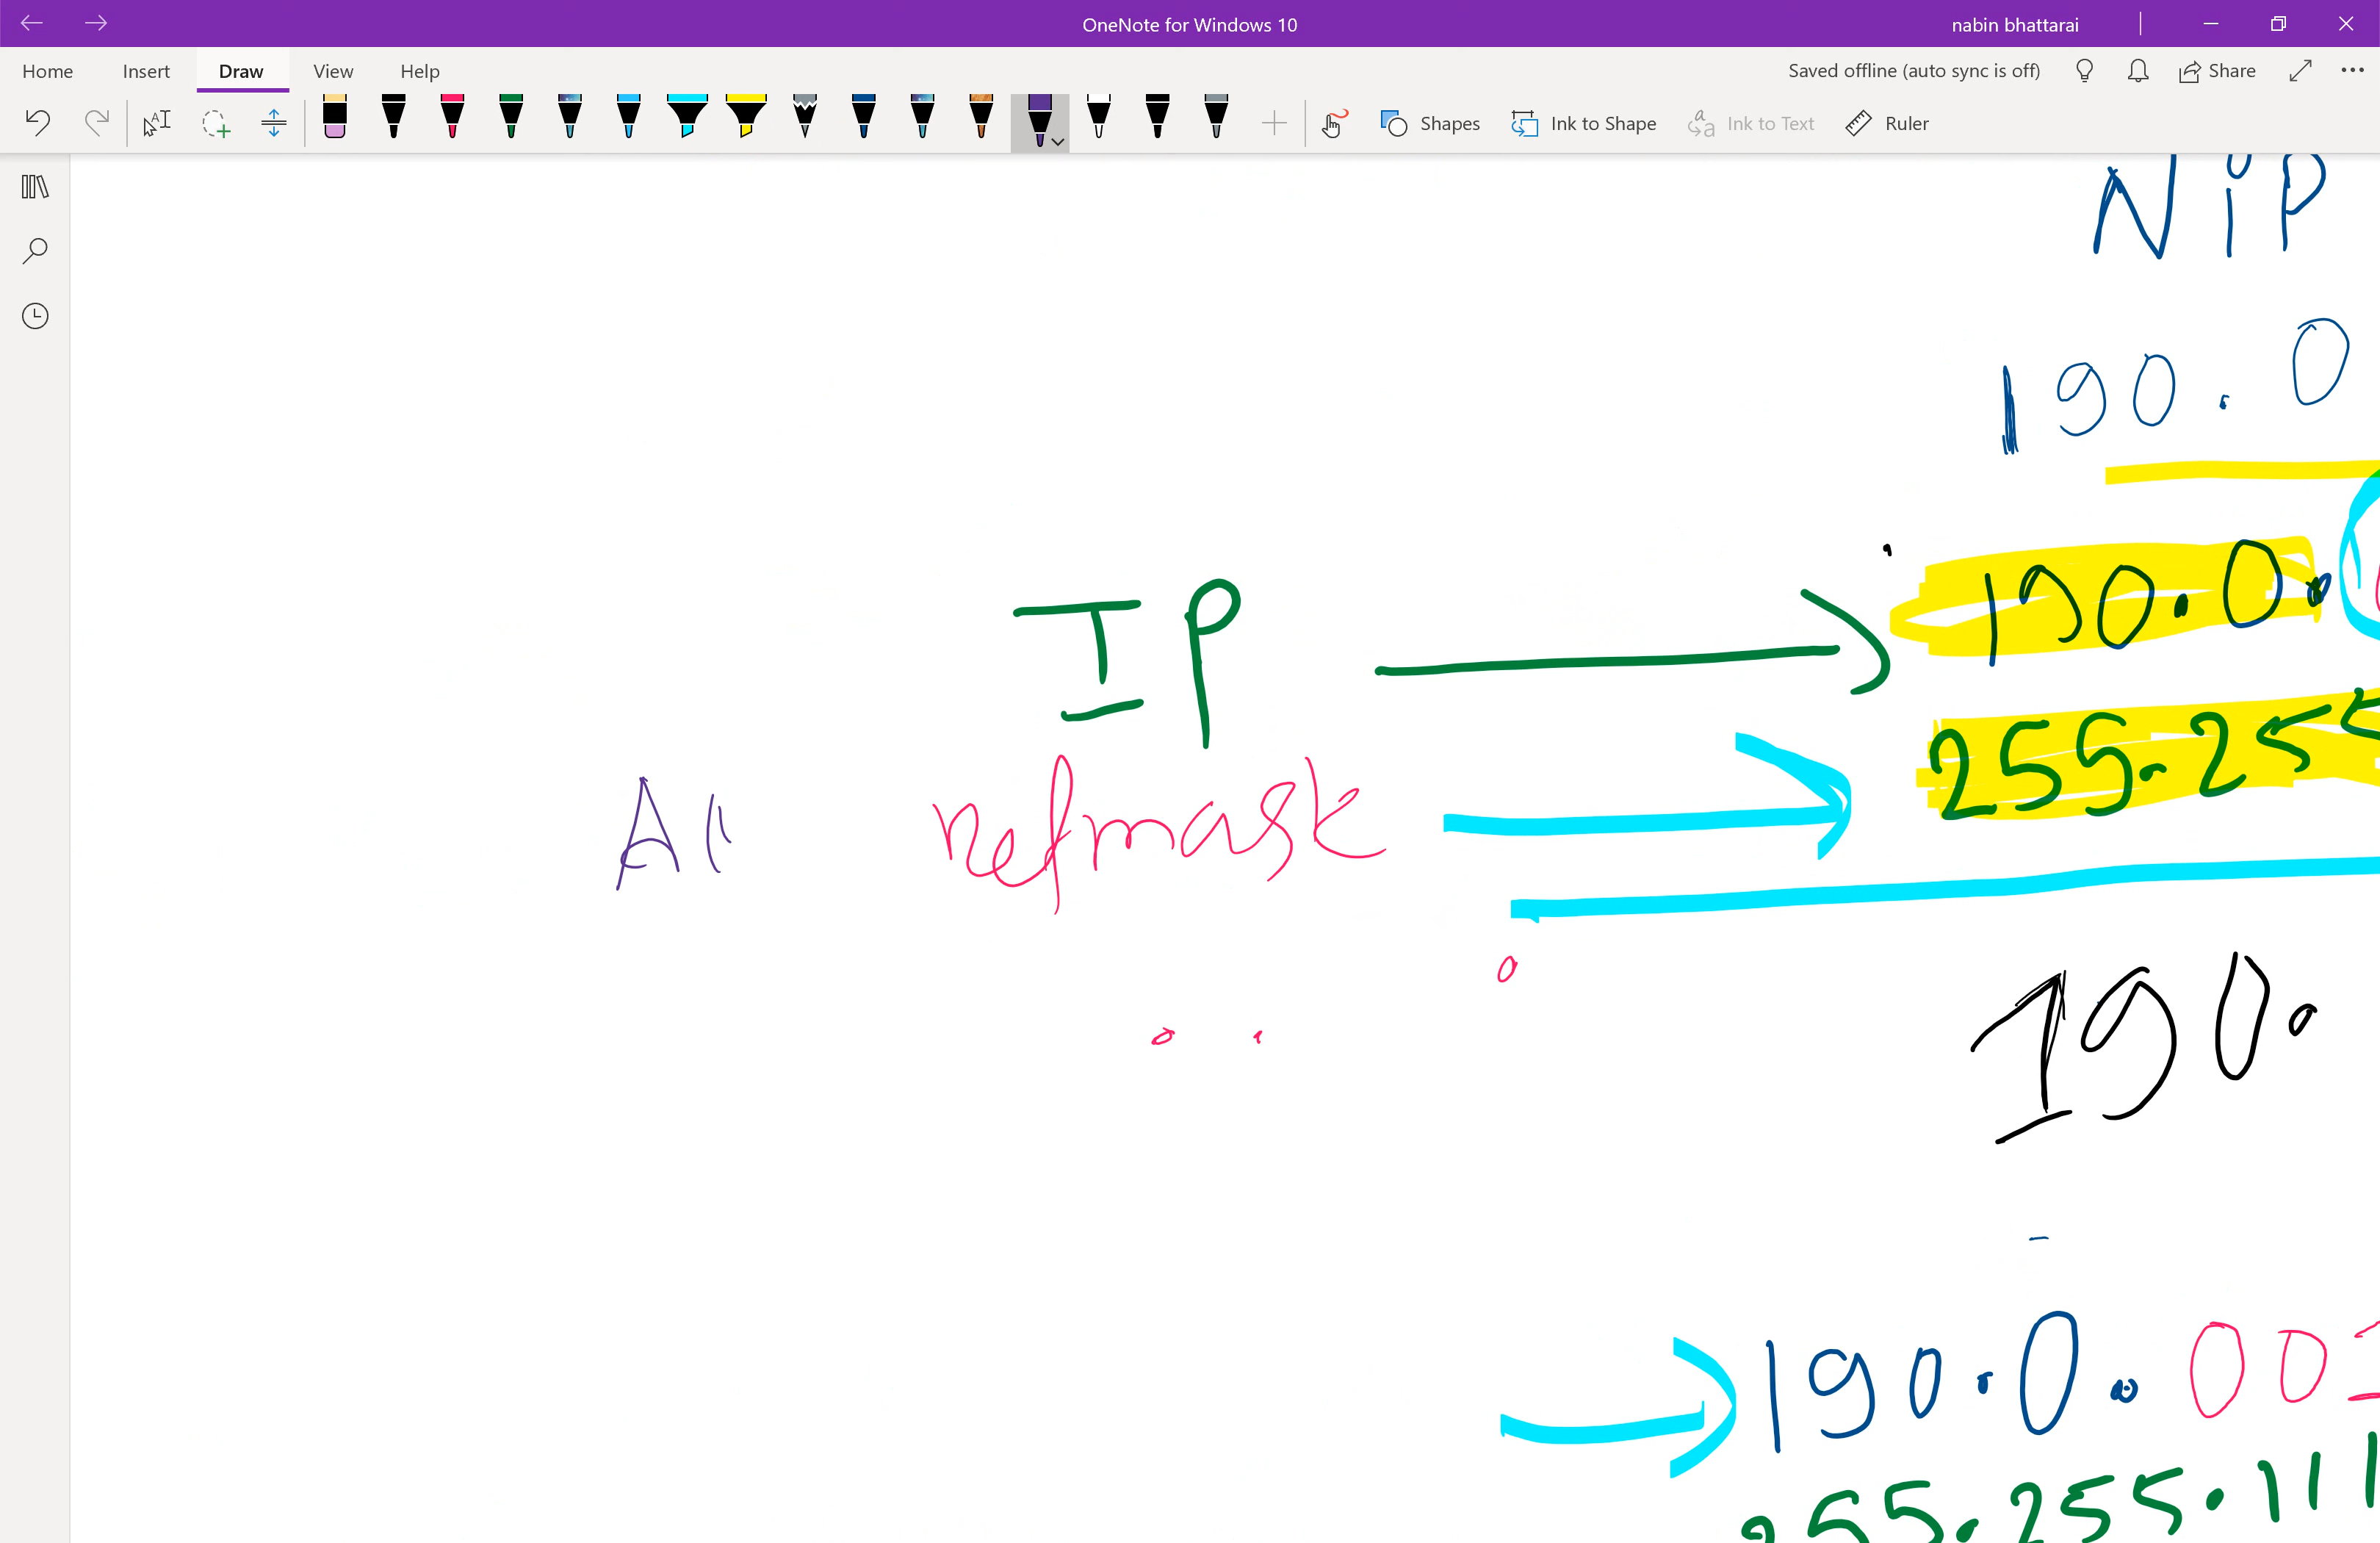 OneNote for Windows 10
nabin bhattarai
Home Insert Draw View Help
Saved offline (auto sync is off) Share
Shapes Ink to Shape Ink to Text Ruler
NiP
190.0
IP 190.0.
netmask 255.255
190.
190.0.00
255.255.111